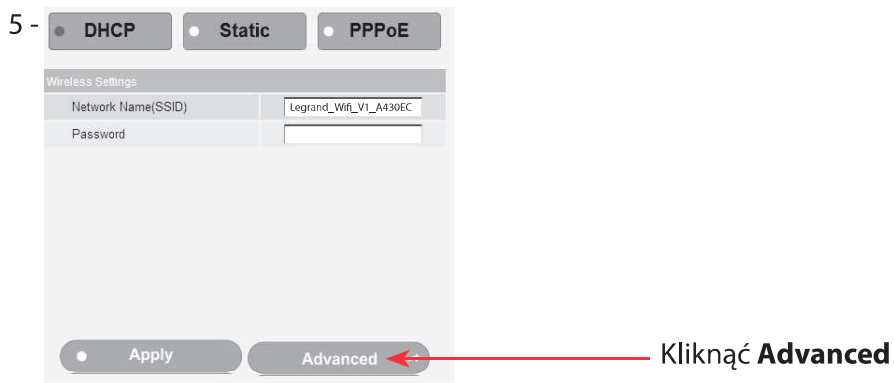 5 - DHCP Static PPPoE
Wireless Settings
Network Name(SSID) Legrand_Wifi_V1_A430EC
Password
Apply Advanced Kliknąć Advanced